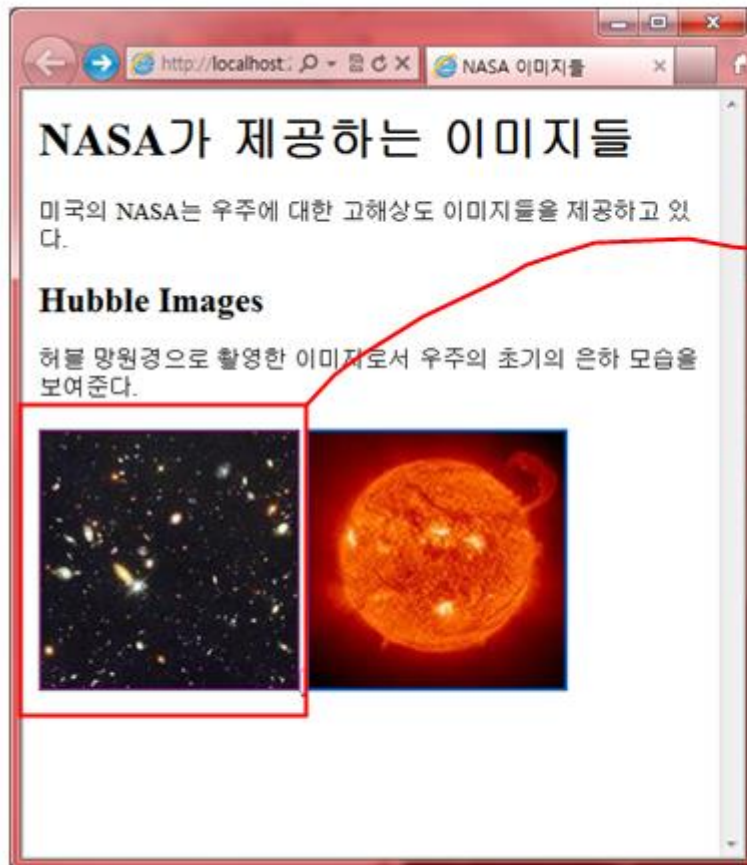 http://localhost:
NASA 이미지들
NASA가 제공하는 이미지들
미국의 NASA는 우주에 대한 고해상도 이미지들을 제공하고 있
다.
Hubble Images
허블 망원경으로 촬영한 이미지로서 우주의 초기의 은하 모습을
보여준다.